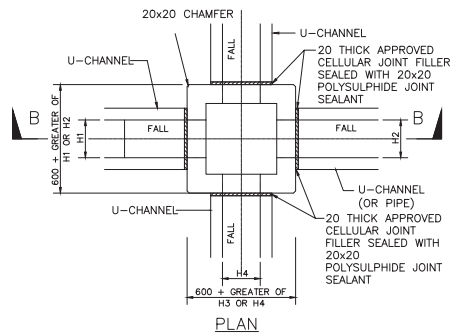 20x20 CHAMFER
U-CHANNEL
FALL
U-CHANNEL
20 THICK APPROVED
CELLULAR JOINT FILLER
SEALED WITH 20x20
POLYSULPHIDE JOINT
SEALANT
B
B
600 + GREATER OF
H1 OR H2
H1
FALL
FALL
H2
U-CHANNEL
(OR PIPE)
U-CHANNEL
FALL
20 THICK APPROVED
CELLULAR JOINT
FILLER SEALED WITH
20x20
POLYSULPHIDE JOINT
SEALANT
H4
600 + GREATER OF
H3 OR H4
PLAN